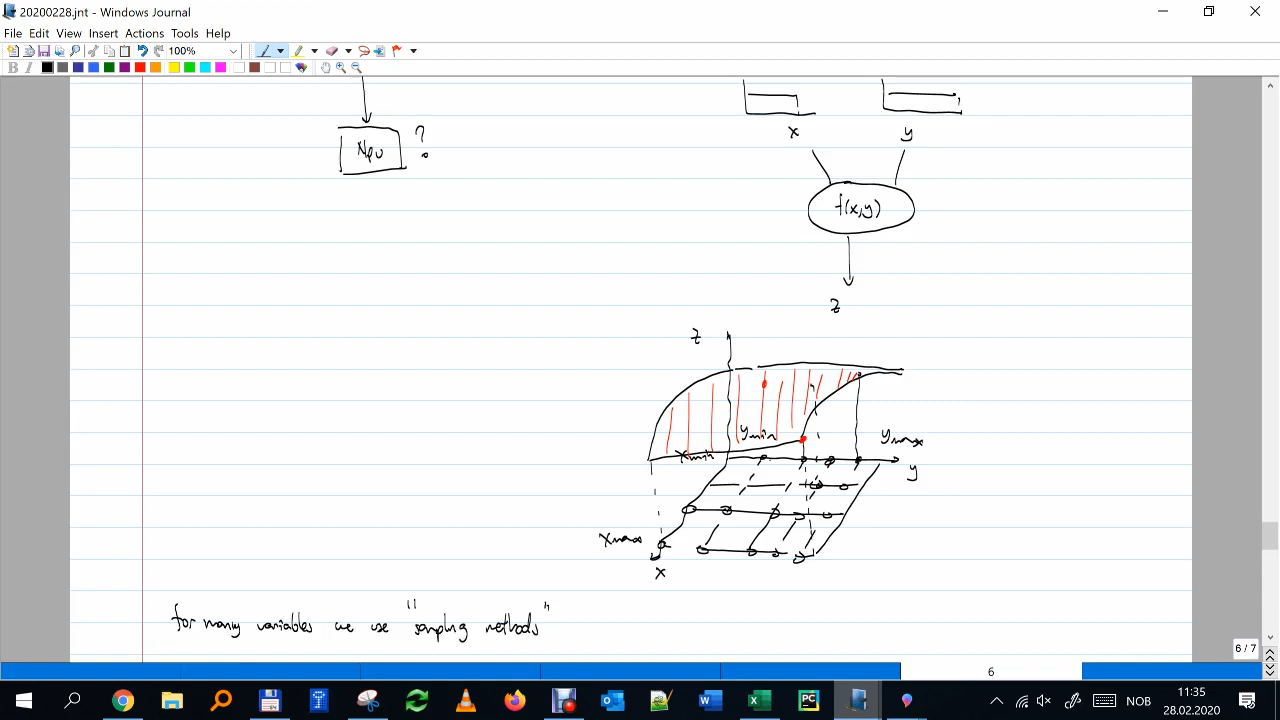 20200228.jnt - Windows Journal
File Edit View Insert Actions Tools Help
100%
B I
x y
Npv ?
f(x,y)
z
z
ymin ymax
xmin
y
xmax
x
for many variables we use "sampling methods"
6 / 7
6
NOB
11:35
28.02.2020